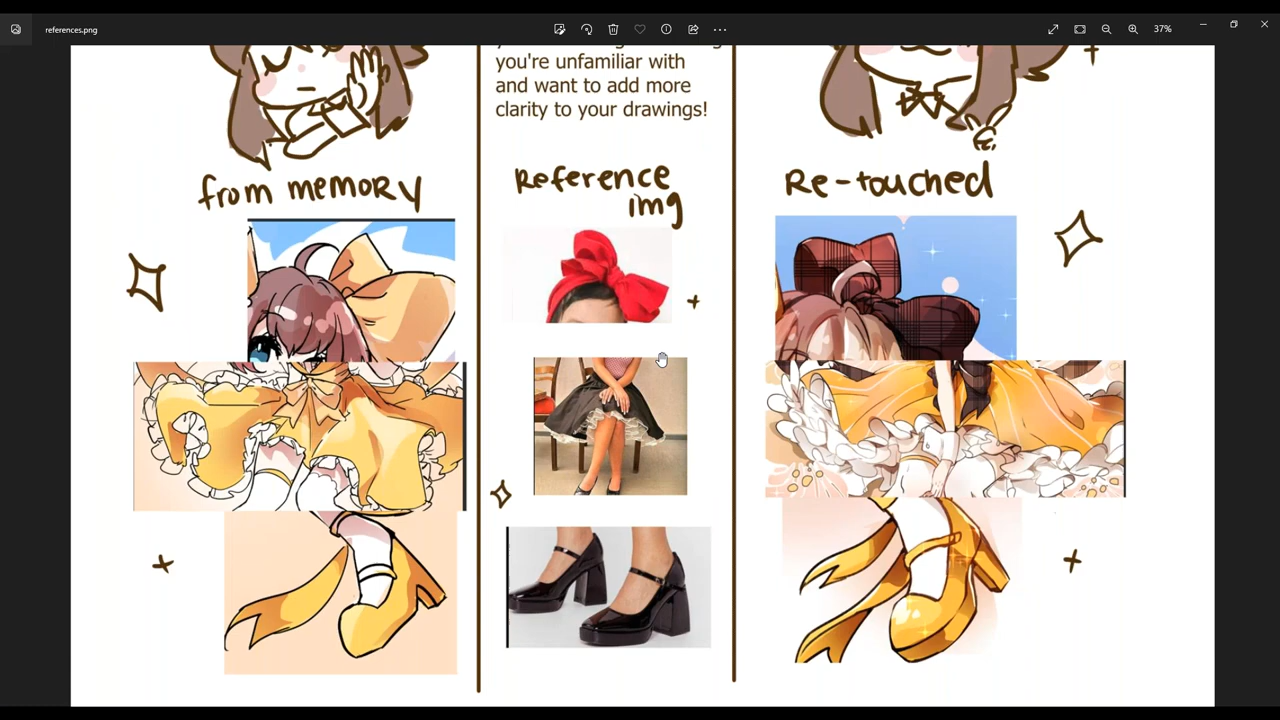 references.png
37%
you're unfamiliar with
and want to add more
clarity to your drawings!
from memory
Reference
img
Re-touched